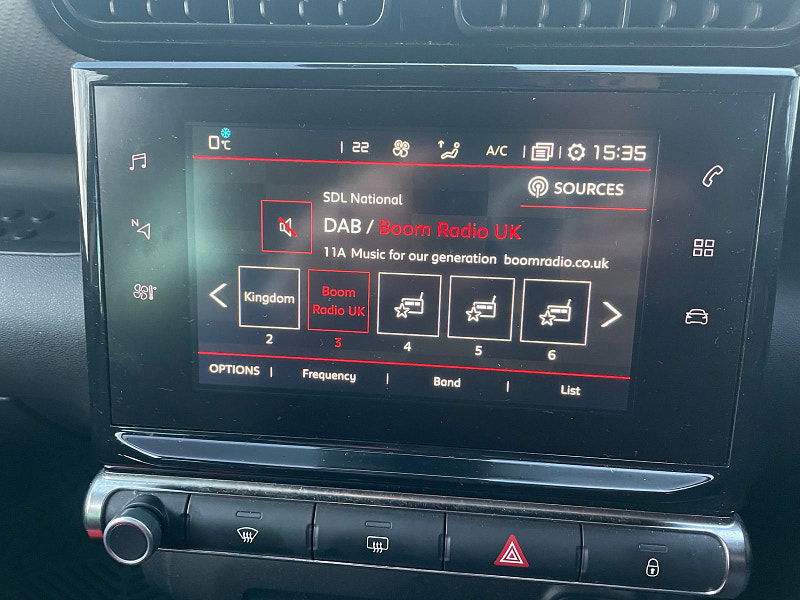 0°C 22 A/C 15:35
SOURCES
SDL National
DAB / Boom Radio UK
11A Music for our generation boomradio.co.uk
Kingdom
Boom
Radio UK
2 3 4 5 6
OPTIONS Frequency Band List
N